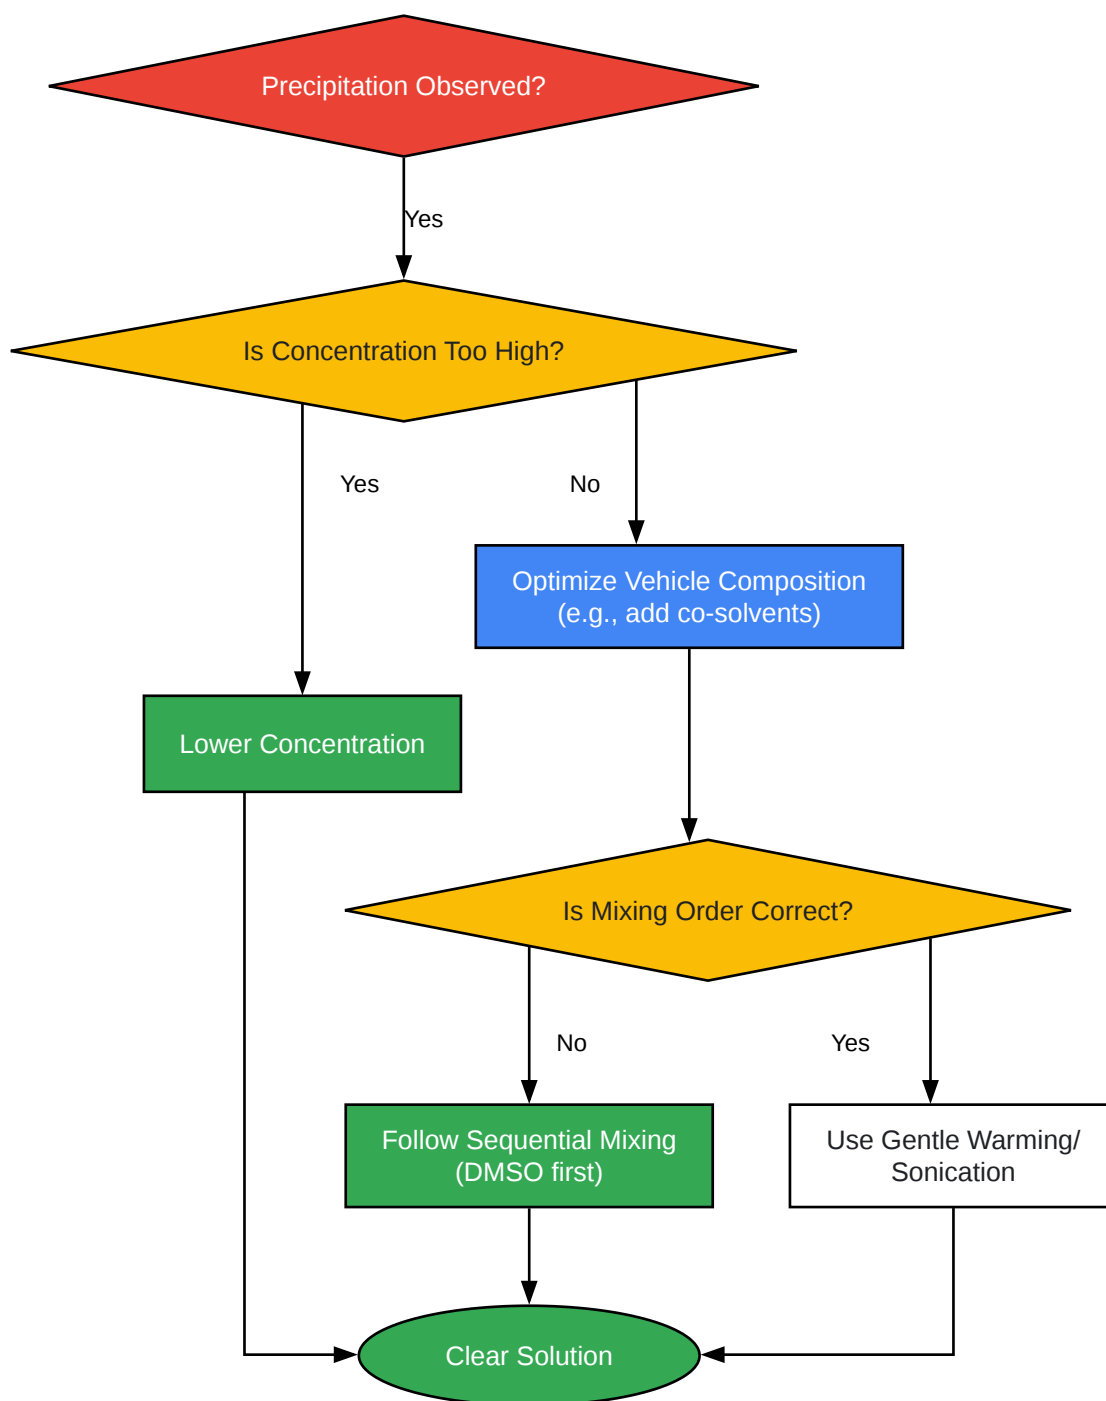 Precipitation Observed?
Yes
Is Concentration Too High?
Yes
No
Optimize Vehicle Composition
(e.g., add co-solvents)
Lower Concentration
Is Mixing Order Correct?
No
Yes
Follow Sequential Mixing
(DMSO first)
Use Gentle Warming/
Sonication
Clear Solution